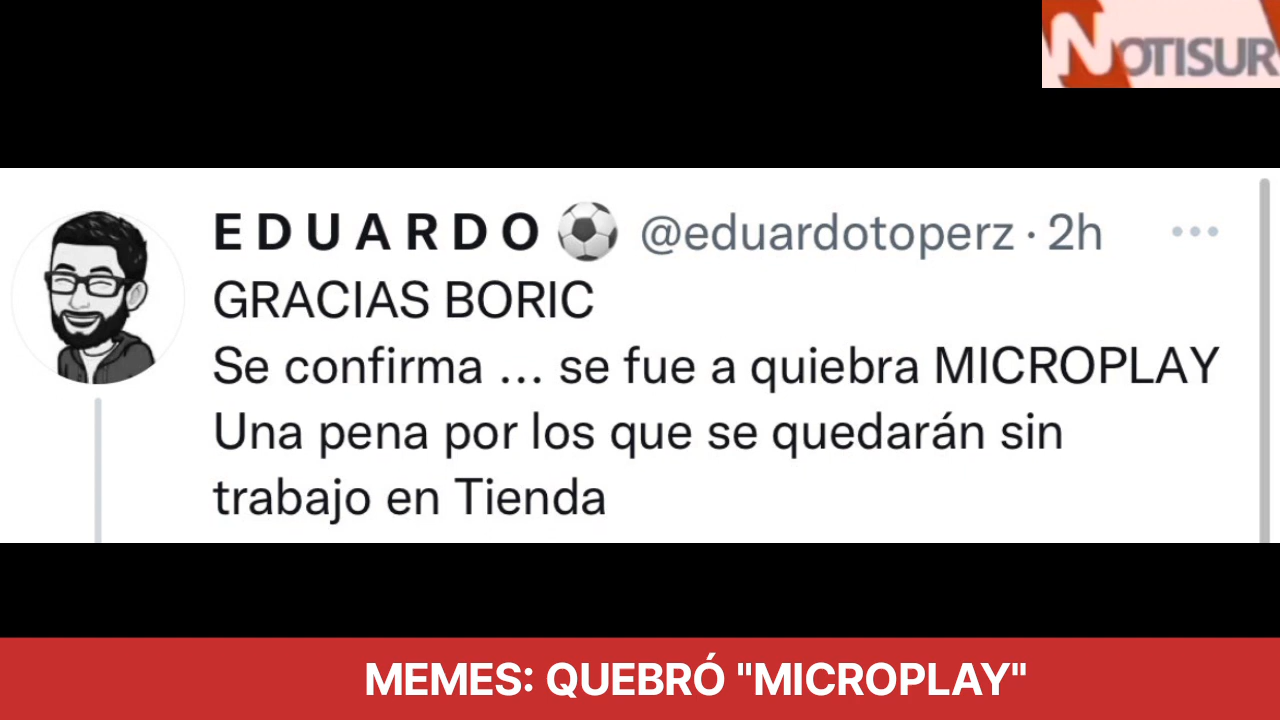 NOTISUR
E D U A R D O @eduardotoperz · 2h
GRACIAS BORIC
Se confirma ... se fue a quiebra MICROPLAY
Una pena por los que se quedarán sin
trabajo en Tienda
MEMES: QUEBRÓ "MICROPLAY"